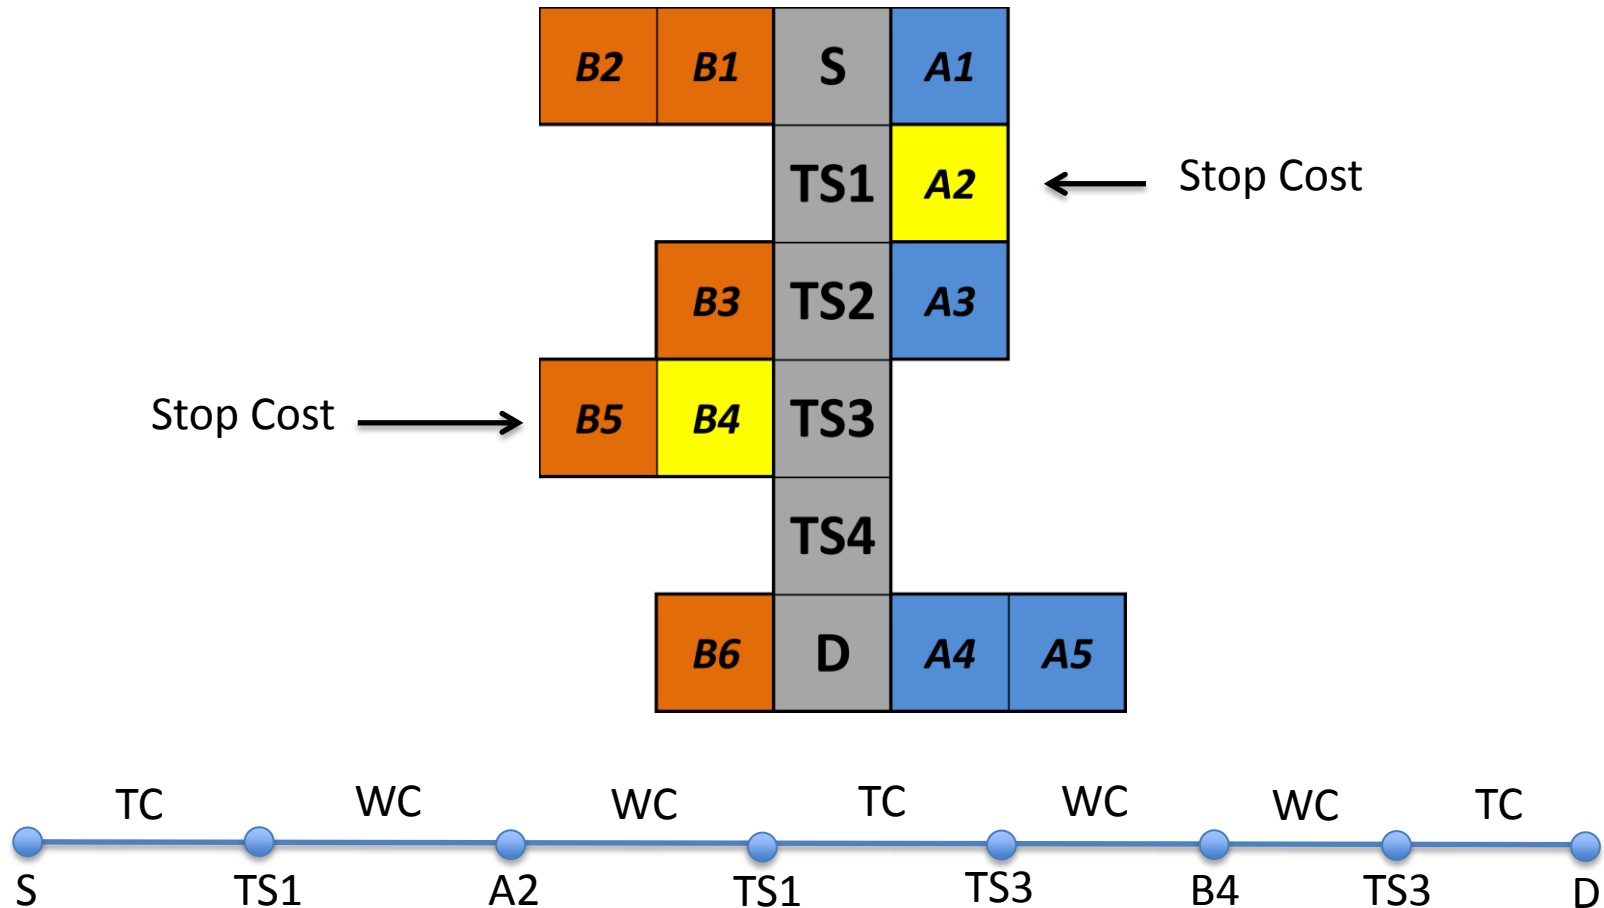 B2 B1 S A1
TS1 A2 Stop Cost
B3 TS2 A3
Stop Cost B5 B4 TS3
TS4
B6 D A4 A5
TC WC WC TC WC WC TC
S TS1 A2 TS1 TS3 B4 TS3 D